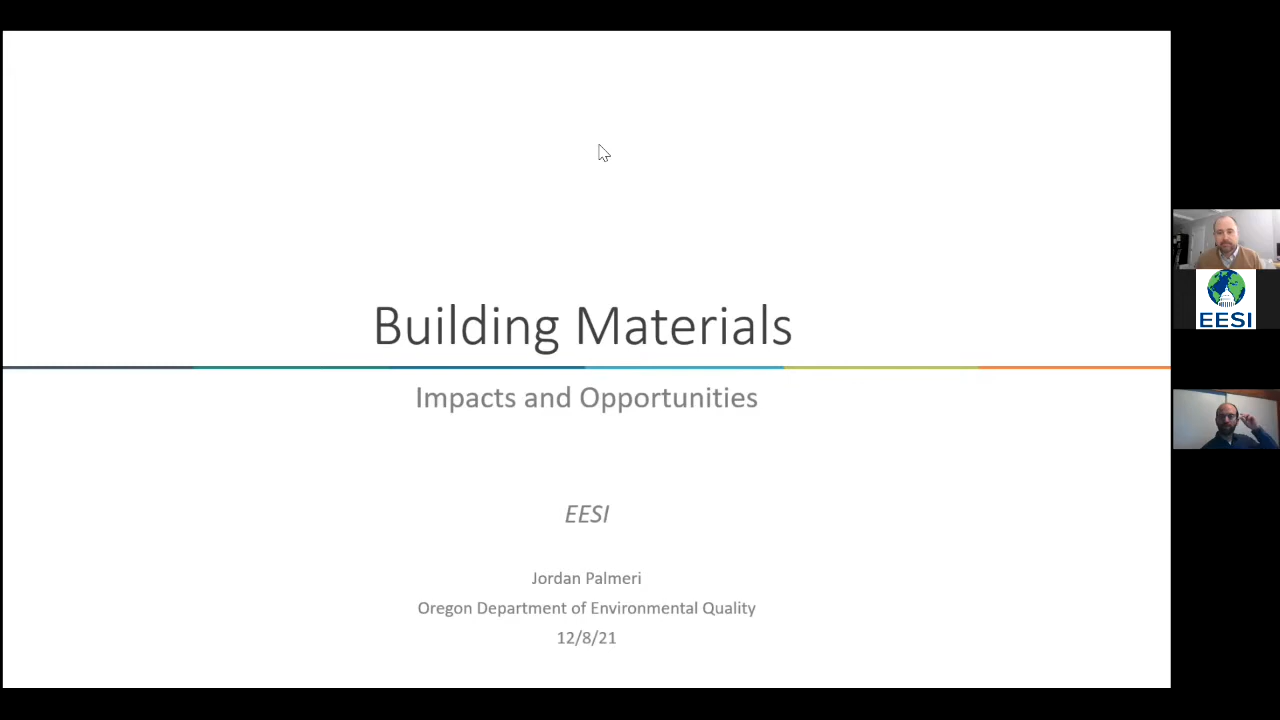 Building Materials
Impacts and Opportunities
EESI
Jordan Palmeri
Oregon Department of Environmental Quality
12/8/21
EESI